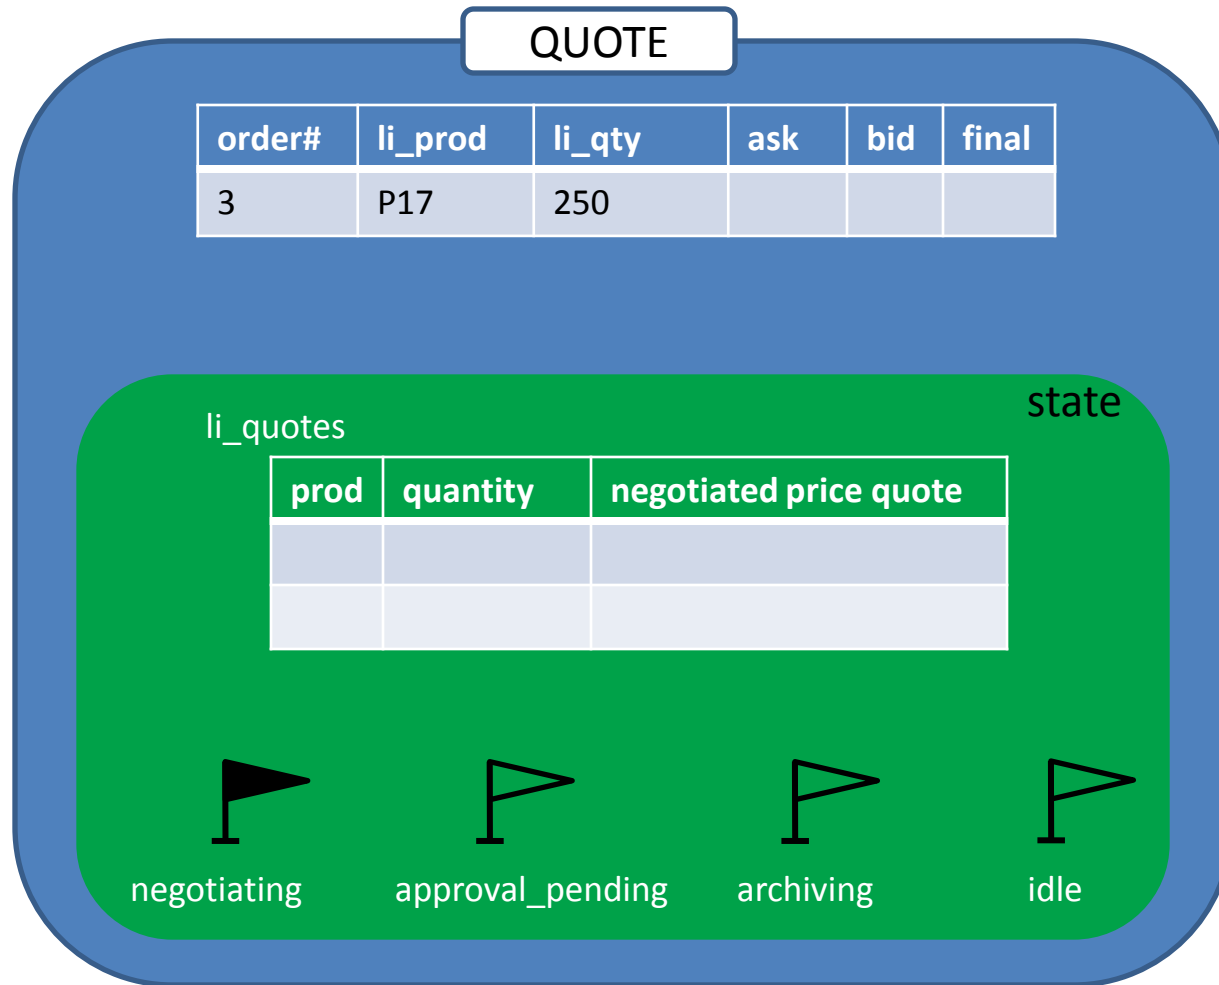 QUOTE
order# li_prod li_qty ask bid final
3 P17 250
state
li_quotes
prod quantity negotiated price quote
negotiating approval_pending archiving idle